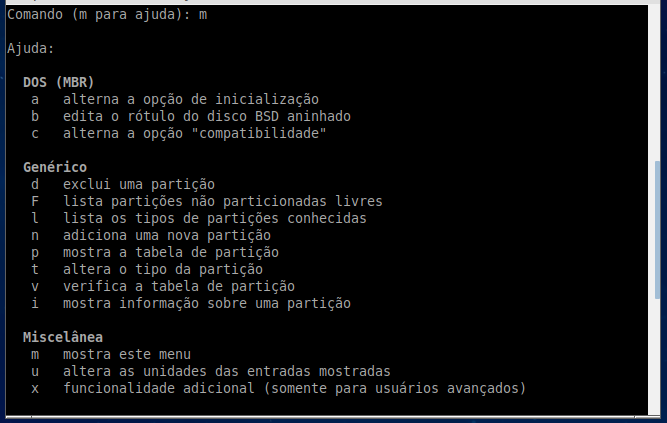 Comando (m para ajuda): m
Ajuda:
DOS (MBR)
a alterna a opção de inicialização
b edita o rótulo do disco BSD aninhado
c alterna a opção "compatibilidade"
Genérico
d exclui uma partição
F lista partições não particionadas livres
l lista os tipos de partições conhecidas
n adiciona uma nova partição
p mostra a tabela de partição
t altera o tipo da partição
v verifica a tabela de partição
i mostra informação sobre uma partição
Miscelânea
m mostra este menu
u altera as unidades das entradas mostradas
x funcionalidade adicional (somente para usuários avançados)